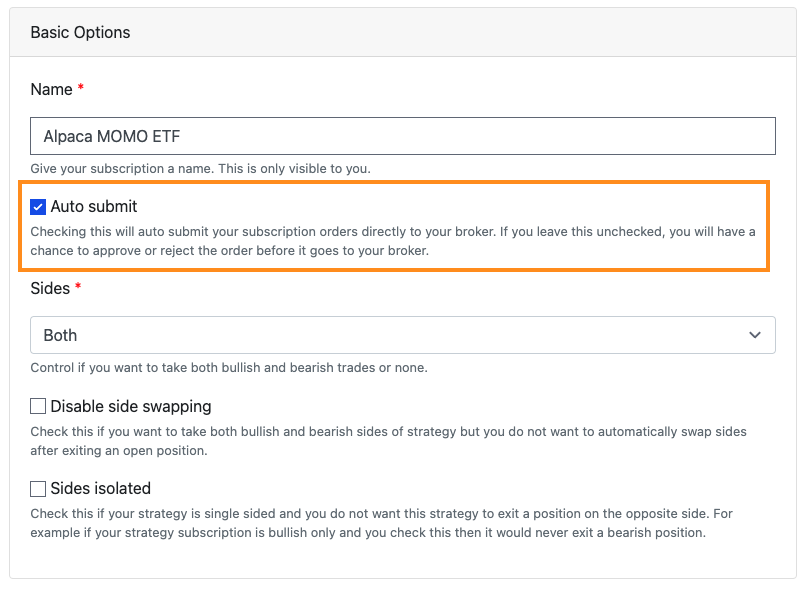 Basic Options
Name *
Alpaca MOMO ETF
Give your subscription a name. This is only visible to you.
Auto submit
Checking this will auto submit your subscription orders directly to your broker. If you leave this unchecked, you will have a
chance to approve or reject the order before it goes to your broker.
Sides *
Both
Control if you want to take both bullish and bearish trades or none.
Disable side swapping
Check this if you want to take both bullish and bearish sides of strategy but you do not want to automatically swap sides
after exiting an open position.
Sides isolated
Check this if your strategy is single sided and you do not want this strategy to exit a position on the opposite side. For
example if your strategy subscription is bullish only and you check this then it would never exit a bearish position.